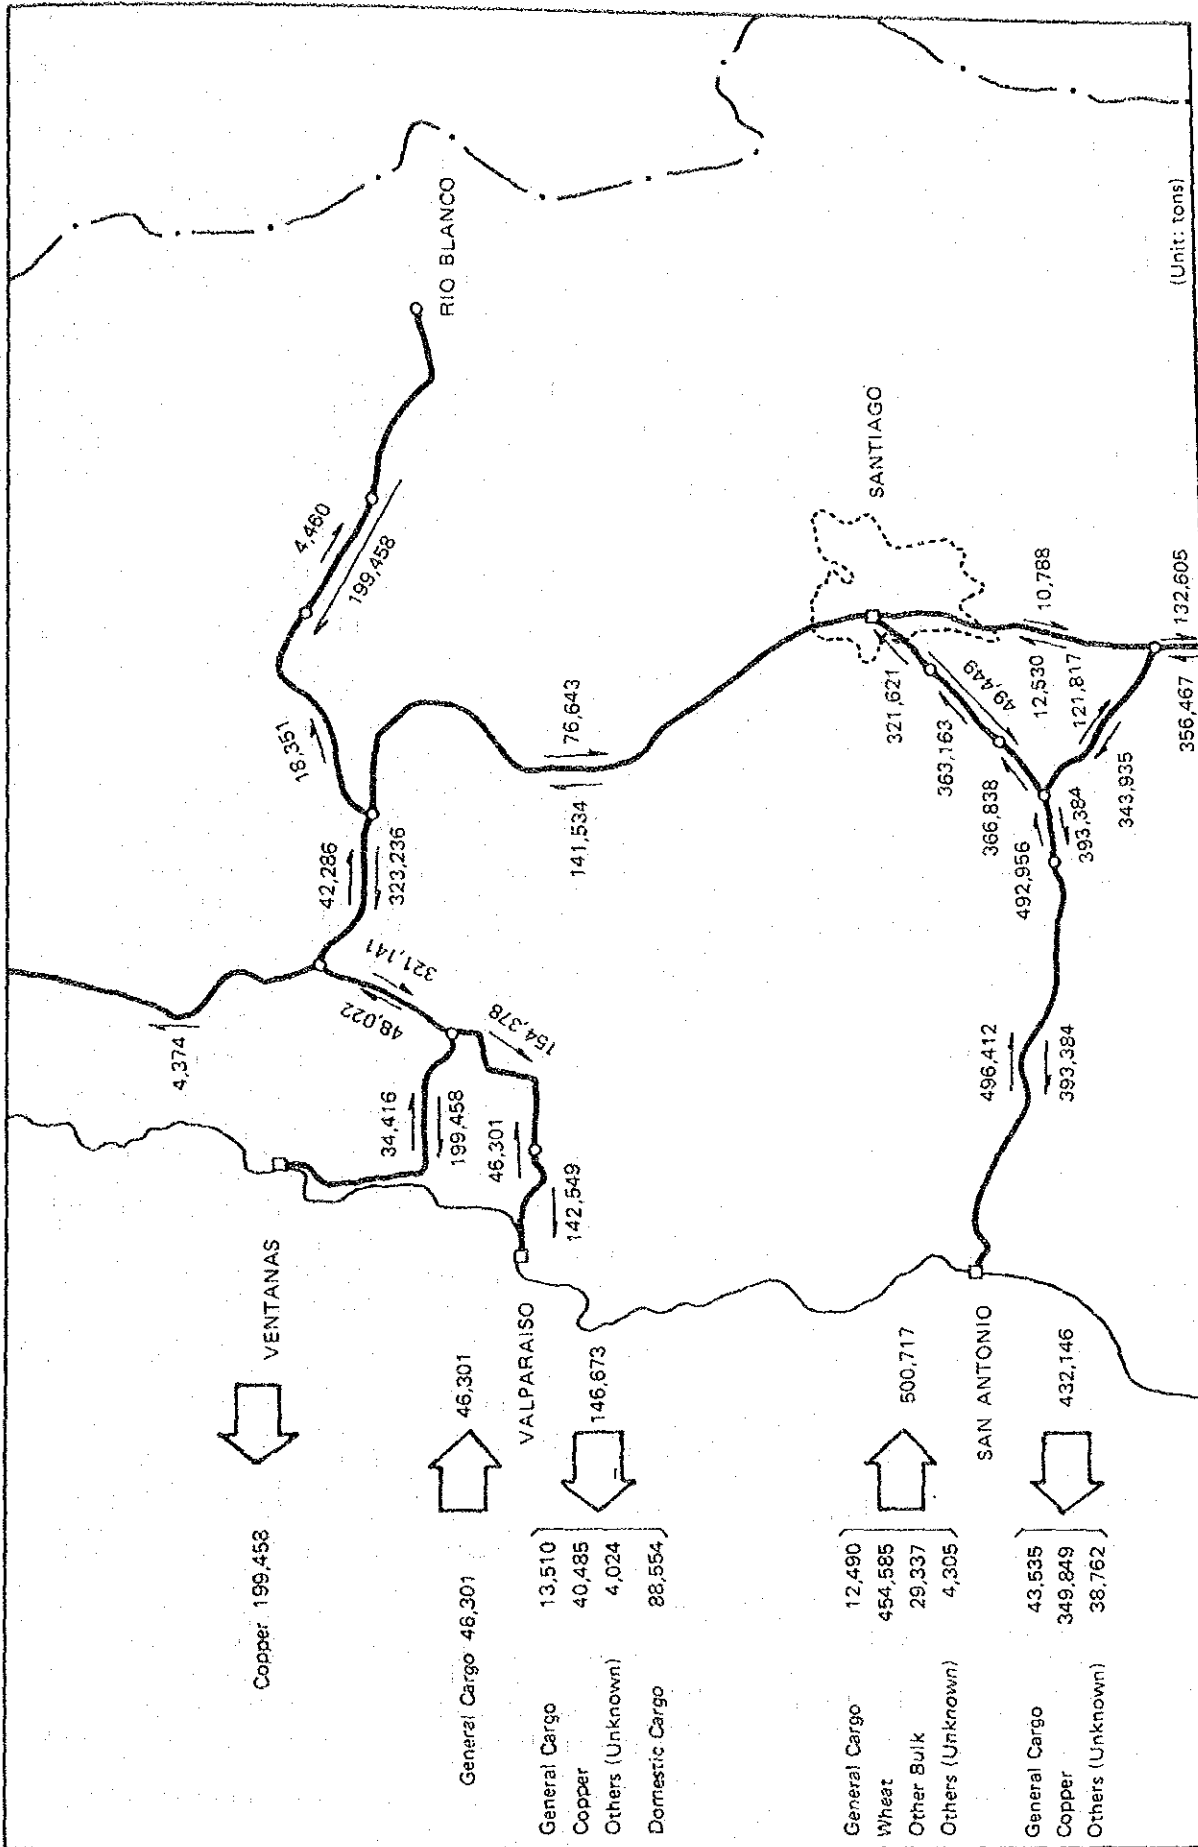 Copper 199,458
VENTANAS
General Cargo 46,301
46,301
VALPARAISO
General Cargo 13,510
Copper 40,485
Others (Unknown) 4,024
Domestic Cargo 88,554
146,673
General Cargo 12,490
Wheat 454,585
Other Bulk 29,337
Others (Unknown) 4,305
500,717
SAN ANTONIO
General Cargo 43,535
Copper 349,849
Others (Unknown) 38,762
432,146
4,374
34,416
199,458
46,301
142,549
154,378
48,022
321,141
42,286
323,236
18,351
4,460
199,458
RIO BLANCO
141,534
76,643
SANTIAGO
321,621
363,163
49,449
366,838
492,956
393,384
496,412
393,384
12,530
10,788
121,817
343,935
356,467
132,605
(Unit: tons)